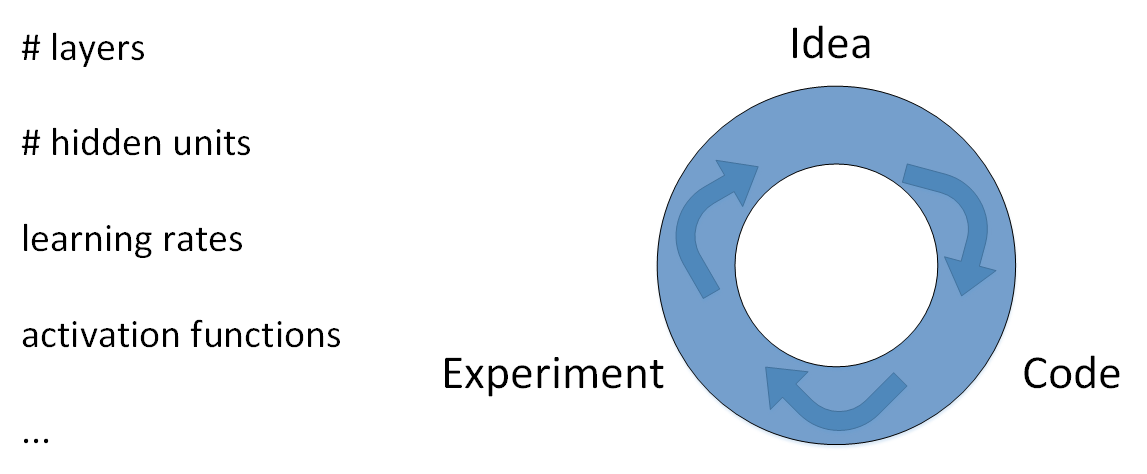 # layers
# hidden units
learning rates
activation functions
...
Idea
Experiment
Code